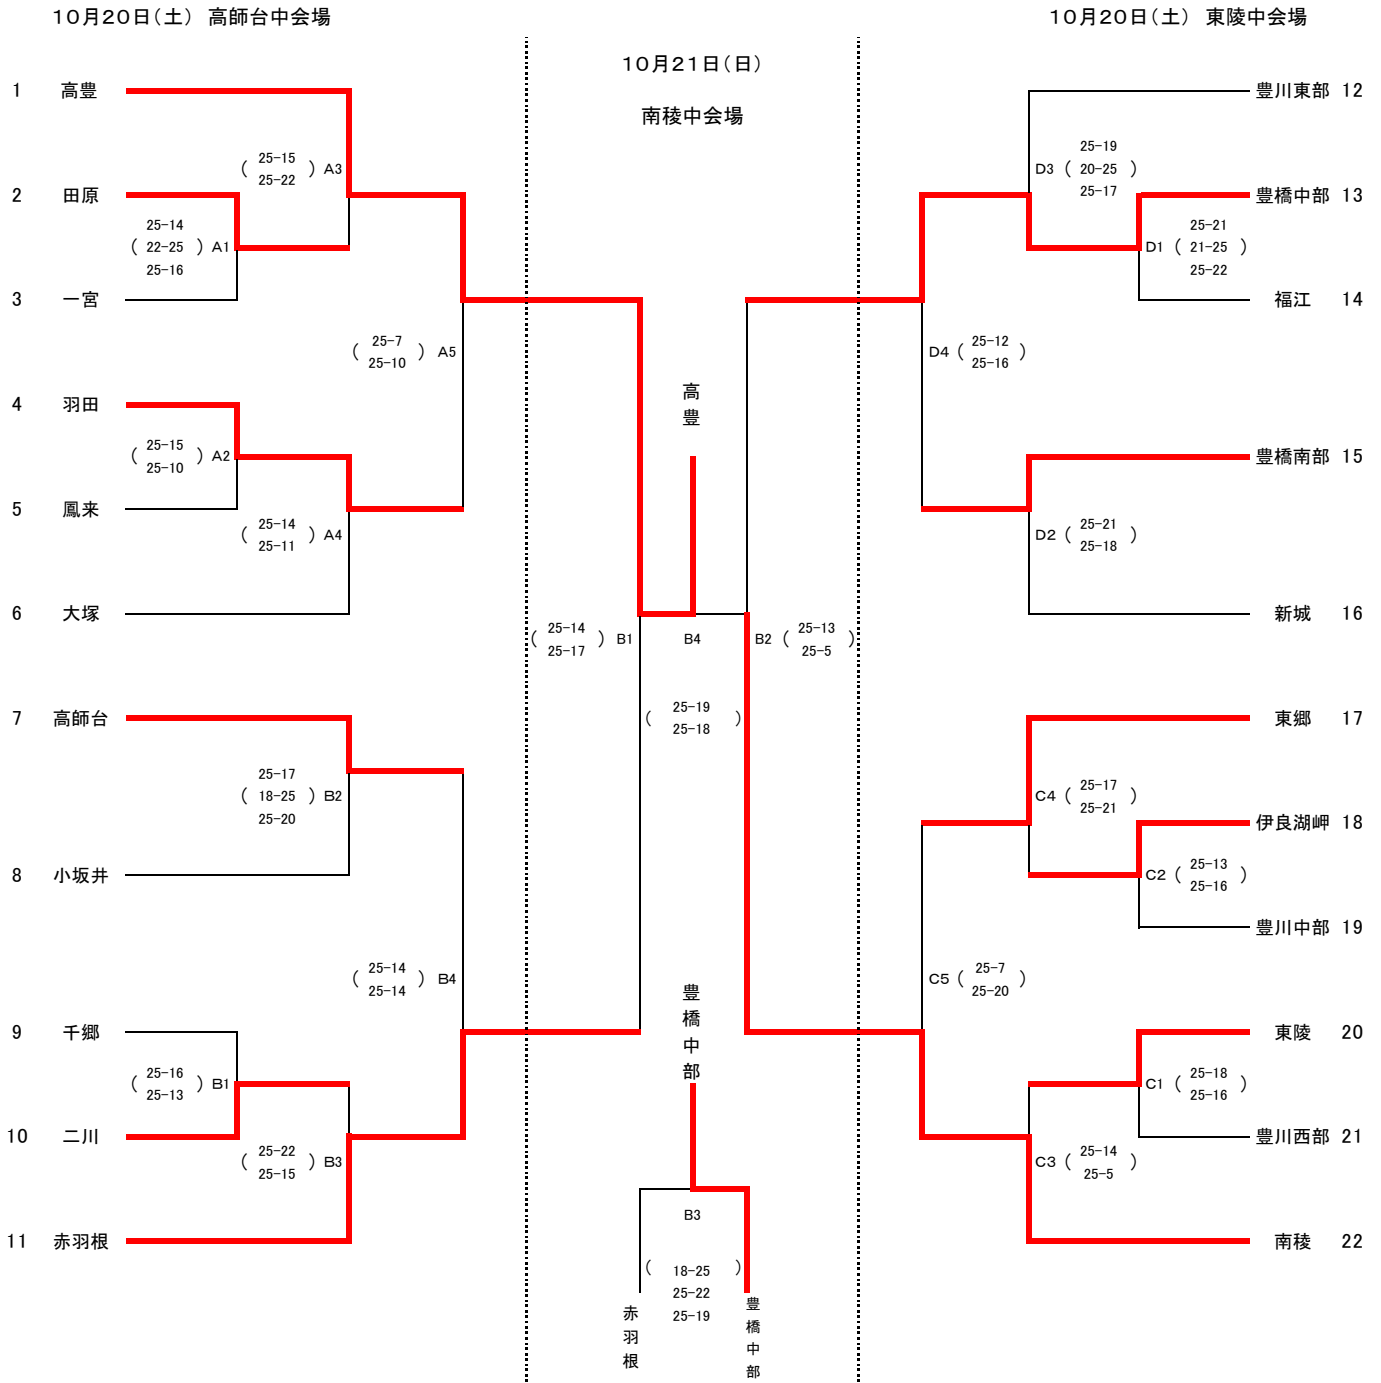 10月20日(土) 高師台中会場
10月20日(土) 東陵中会場
10月21日(日)
南稜中会場
1 高豊
2 田原
3 一宮
4 羽田
5 鳳来
6 大塚
7 高師台
8 小坂井
9 千郷
10 二川
11 赤羽根
( 25-15
25-22 ) A3
( 25-14
22-25
25-16 ) A1
( 25-7
25-10 ) A5
( 25-15
25-10 ) A2
( 25-14
25-11 ) A4
( 25-17
18-25
25-20 ) B2
( 25-14
25-14 ) B4
( 25-16
25-13 ) B1
( 25-22
25-15 ) B3
高豊
( 25-14
25-17 ) B1
B4
( 25-19
25-18 )
B2 ( 25-13
25-5 )
豊橋中部
B3
( 18-25
25-22
25-19 )
赤羽根
豊橋中部
豊川東部 12
豊橋中部 13
福江 14
豊橋南部 15
新城 16
東郷 17
伊良湖岬 18
豊川中部 19
東陵 20
豊川西部 21
南稜 22
D3 ( 25-19
20-25
25-17 )
D1 ( 25-21
21-25
25-22 )
D4 ( 25-12
25-16 )
D2 ( 25-21
25-18 )
C4 ( 25-17
25-21 )
C2 ( 25-13
25-16 )
C5 ( 25-7
25-20 )
C1 ( 25-18
25-16 )
C3 ( 25-14
25-5 )